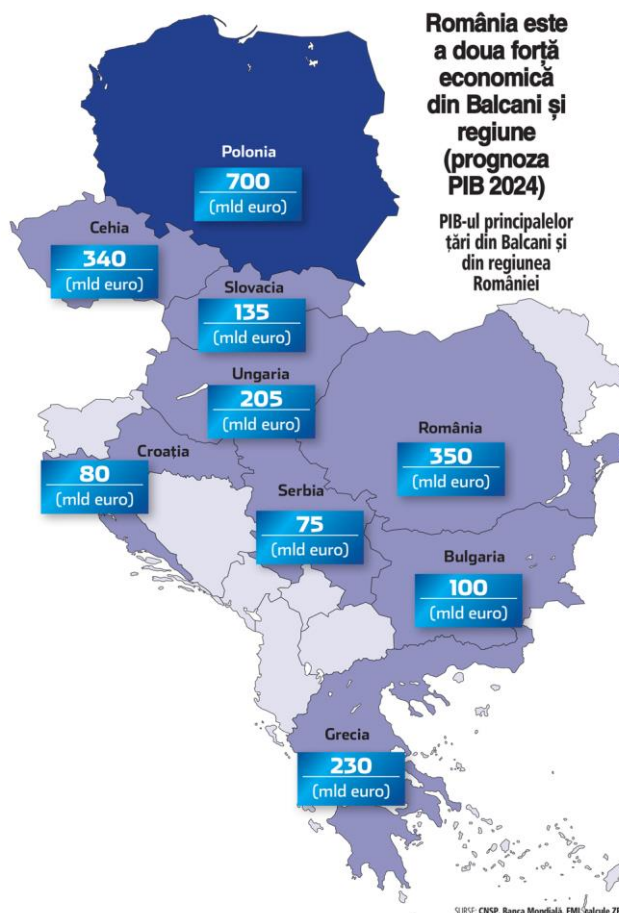 România este
a doua forță
economică
din Balcani și
regiune
(prognoza
PIB 2024)
PIB-ul principalelor
țări din Balcani și
din regiunea
României
Polonia
700
(mld euro)
Cehia
340
(mld euro)
Slovacia
135
(mld euro)
Ungaria
205
(mld euro)
România
350
(mld euro)
Croația
80
(mld euro)
Serbia
75
(mld euro)
Bulgaria
100
(mld euro)
Grecia
230
(mld euro)
SURSE: CNSP, Banca Mondială, FMI, calcule